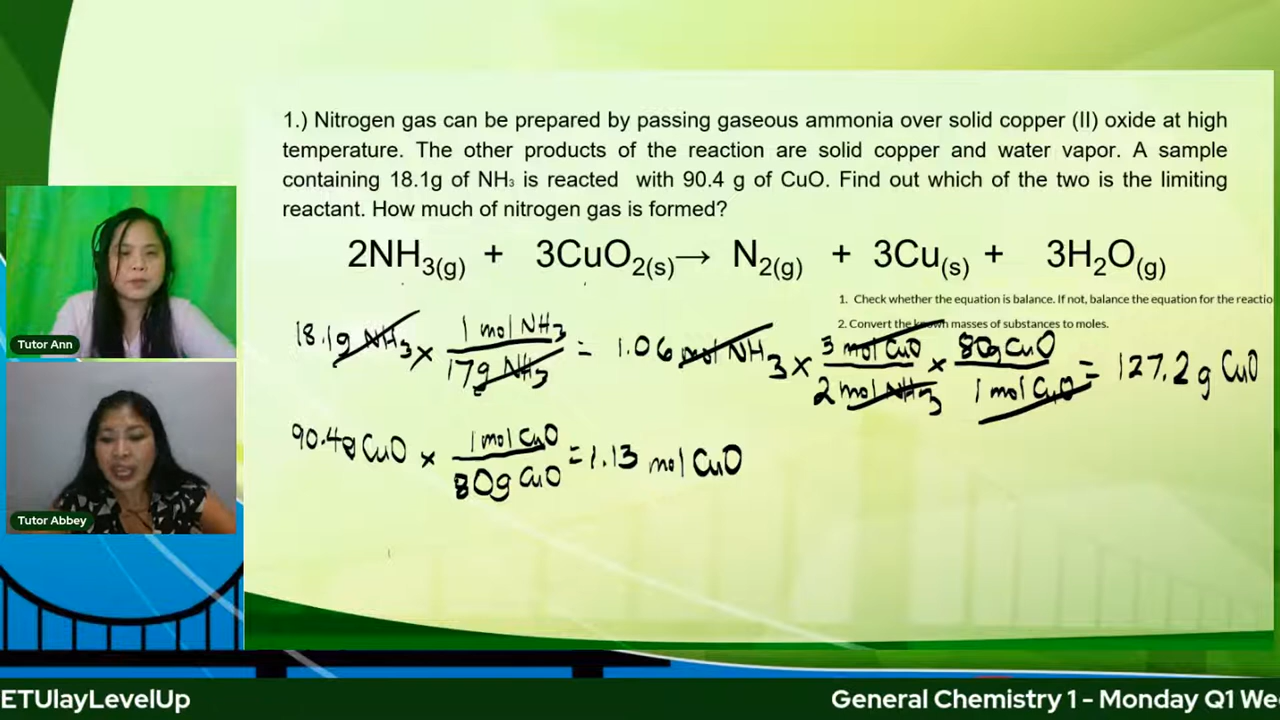 1.) Nitrogen gas can be prepared by passing gaseous ammonia over solid copper (II) oxide at high
temperature. The other products of the reaction are solid copper and water vapor. A sample
containing 18.1g of NH₃ is reacted with 90.4 g of CuO. Find out which of the two is the limiting
reactant. How much of nitrogen gas is formed?
2NH₃(g) + 3CuO₂(s) → N₂(g) + 3Cu(s) + 3H₂O(g)
1. Check whether the equation is balance. If not, balance the equation for the reactio
2. Convert the known masses of substances to moles.
18.1g NH₃ × 1 mol NH₃ / 17g NH₃ = 1.06 mol NH₃ × 3 mol CuO / 2 mol NH₃ × 80g CuO / 1 mol CuO = 127.2 g CuO
90.4g CuO × 1 mol CuO / 80g CuO = 1.13 mol CuO
Tutor Ann
Tutor Abbey
ETUlayLevelUp
General Chemistry 1 - Monday Q1 We